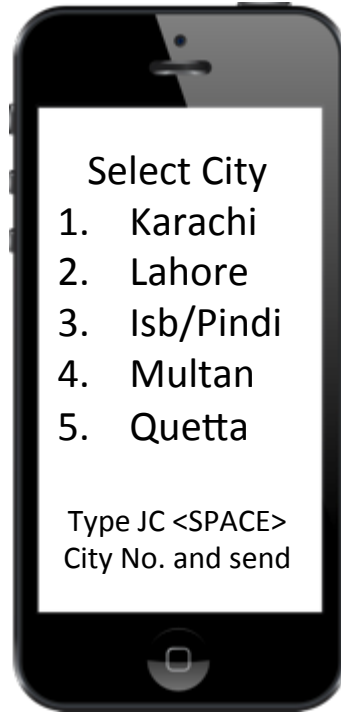 Select City
1. Karachi
2. Lahore
3. Isb/Pindi
4. Multan
5. Quetta
Type JC <SPACE>
City No. and send